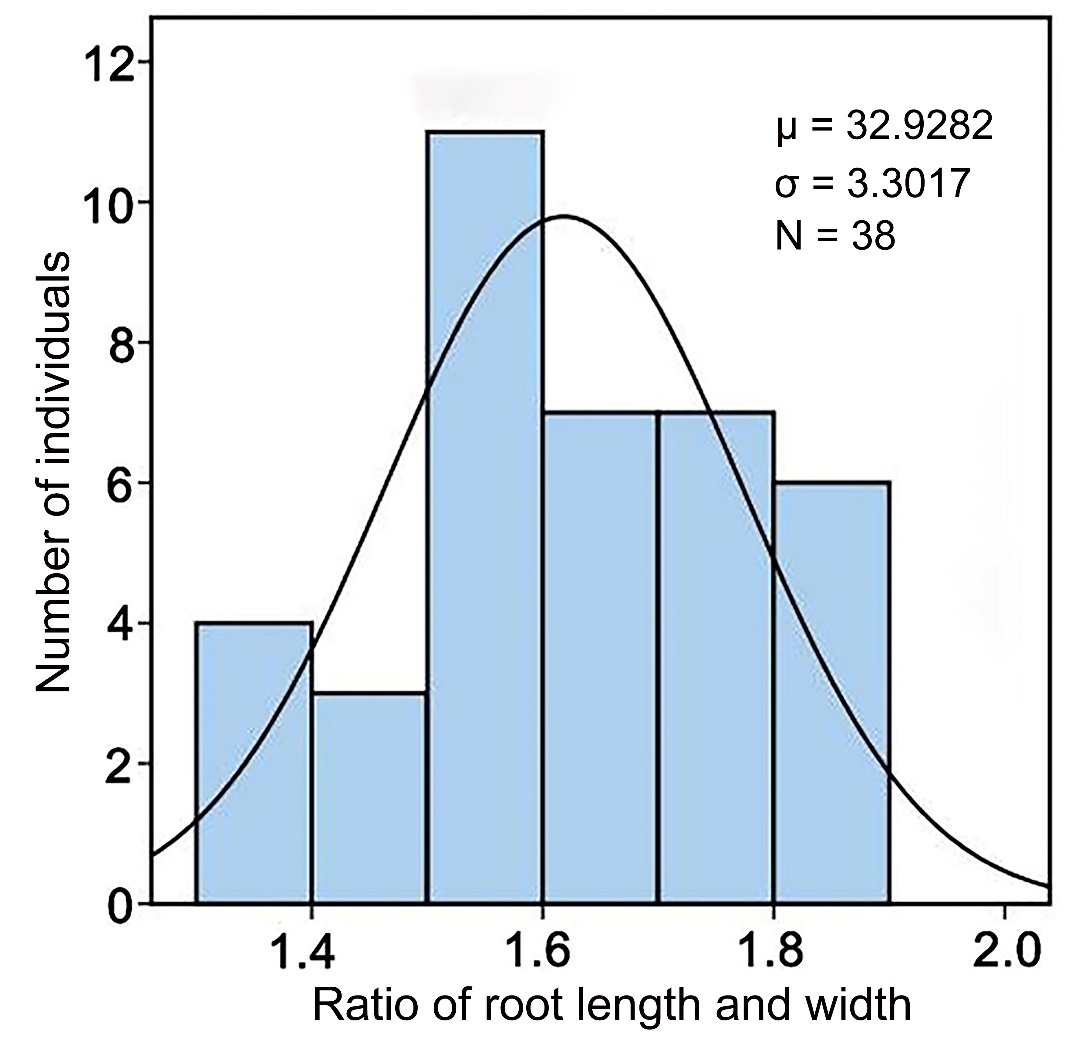 12
10
8
6
4
2
0
Number of individuals
μ = 32.9282
σ = 3.3017
N = 38
1.4
1.6
1.8
2.0
Ratio of root length and width